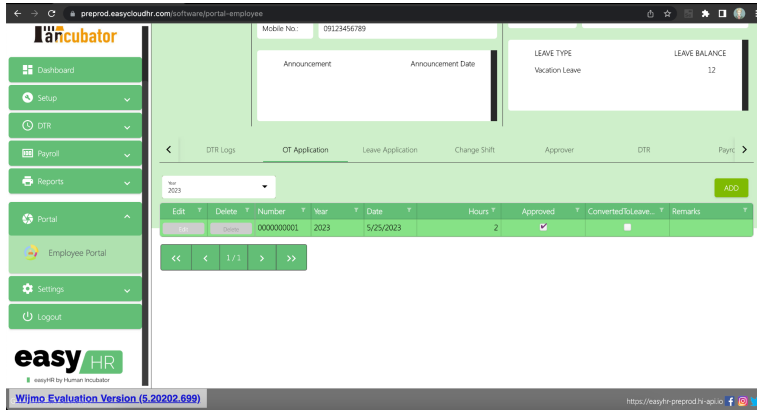 preprod.easycloudhr.com/software/portal-employee
ancubator
Dashboard
Setup
DTR
Payroll
Reports
Portal
Employee Portal
Settings
Logout
easy HR
easyHR by Human Incubator
Mobile No.: 09123456789
Announcement Announcement Date
LEAVE TYPE LEAVE BALANCE
Vacation Leave 12
DTR Logs OT Application Leave Application Change Shift Approver DTR Payrc
Year
2023
ADD
Edit Delete Number Year Date Hours Approved ConvertedToLeave... Remarks
Edit Delete 0000000001 2023 5/25/2023 2
<< < 1 / 1 > >>
Wijmo Evaluation Version (5.20202.699)
https://easyhr-preprod.hi-api.io